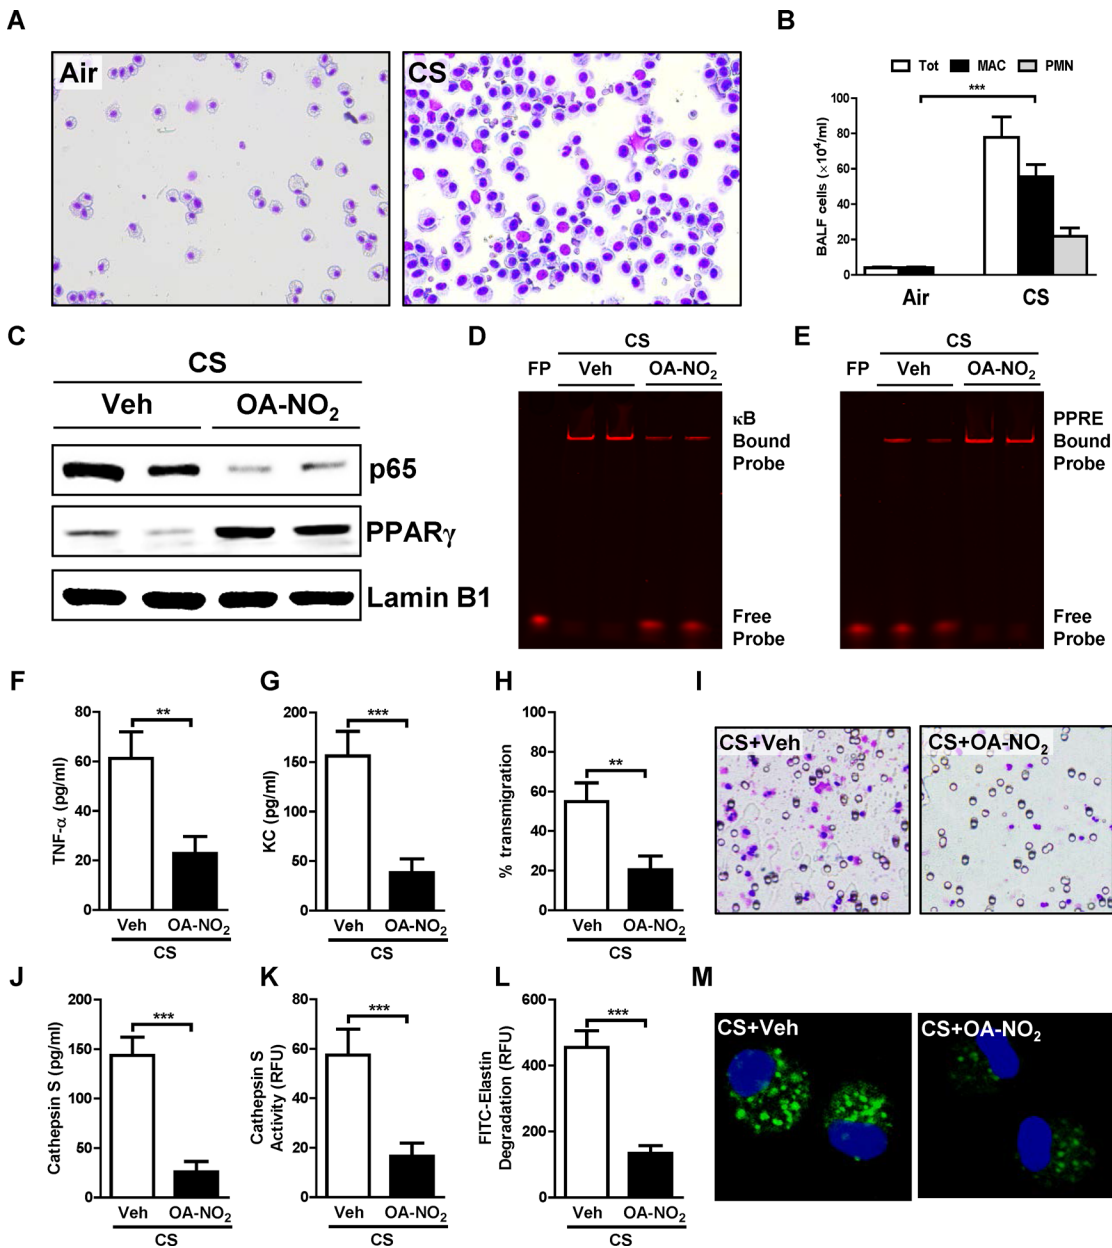 A
Air
CS
B
Tot MAC PMN
***
BALF cells (×10⁴/ml)
100
80
60
40
20
0
Air CS
C
CS
Veh OA-NO₂
p65
PPARγ
Lamin B1
D
CS
FP Veh OA-NO₂
κB
Bound
Probe
Free
Probe
E
CS
FP Veh OA-NO₂
PPRE
Bound
Probe
Free
Probe
F
TNF-α (pg/ml)
80
60
40
20
0
**
Veh OA-NO₂
CS
G
KC (pg/ml)
200
150
100
50
0
***
Veh OA-NO₂
CS
H
% transmigration
100
80
60
40
20
0
**
Veh OA-NO₂
CS
I
CS+Veh
CS+OA-NO₂
J
Cathepsin S (pg/ml)
200
150
100
50
0
***
Veh OA-NO₂
CS
K
Cathepsin S
Activity (RFU)
80
60
40
20
0
***
Veh OA-NO₂
CS
L
FITC-Elastin
Degradation (RFU)
600
400
200
0
***
Veh OA-NO₂
CS
M
CS+Veh
CS+OA-NO₂